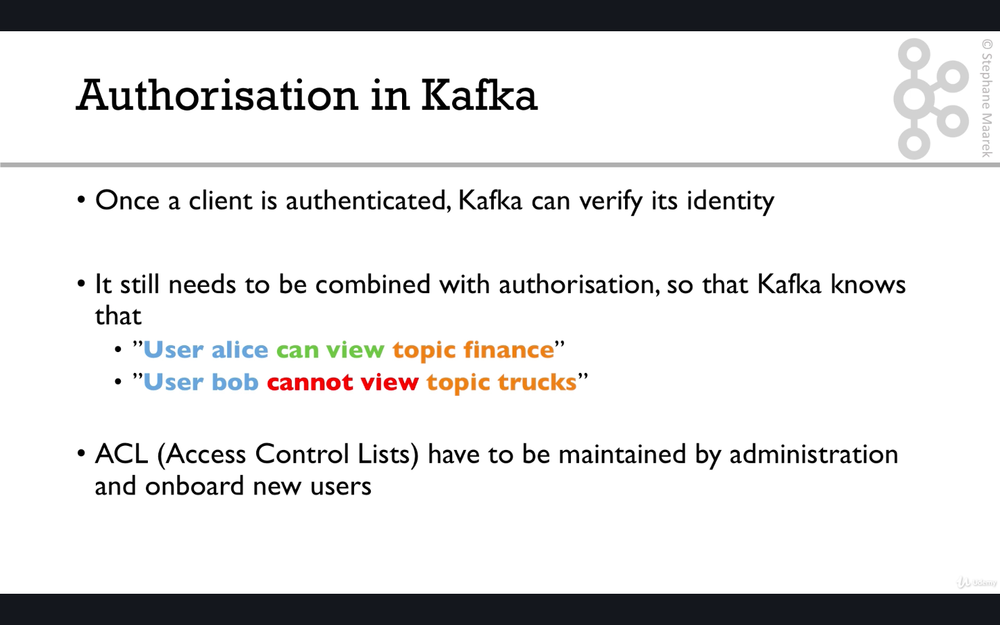 Authorisation in Kafka
© Stephane Maarek
• Once a client is authenticated, Kafka can verify its identity
• It still needs to be combined with authorisation, so that Kafka knows
that
• ”User alice can view topic finance”
• ”User bob cannot view topic trucks”
• ACL (Access Control Lists) have to be maintained by administration
and onboard new users
Udemy